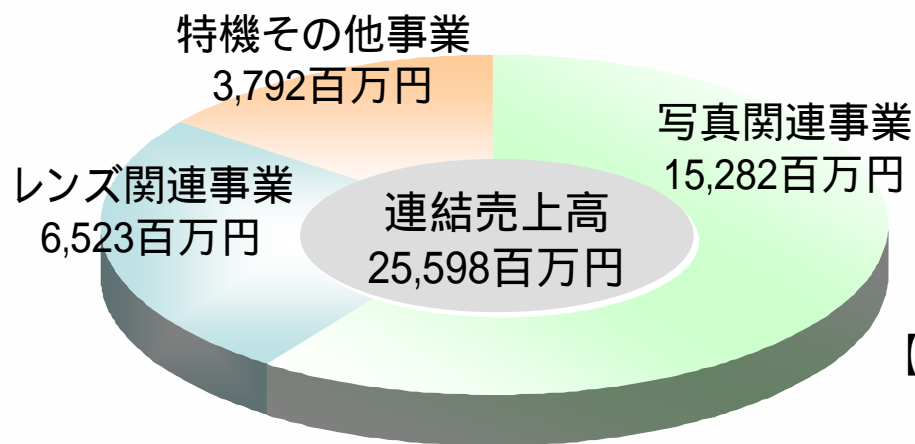 特機その他事業
3,792百万円
写真関連事業
15,282百万円
レンズ関連事業
6,523百万円
連結売上高
25,598百万円
【